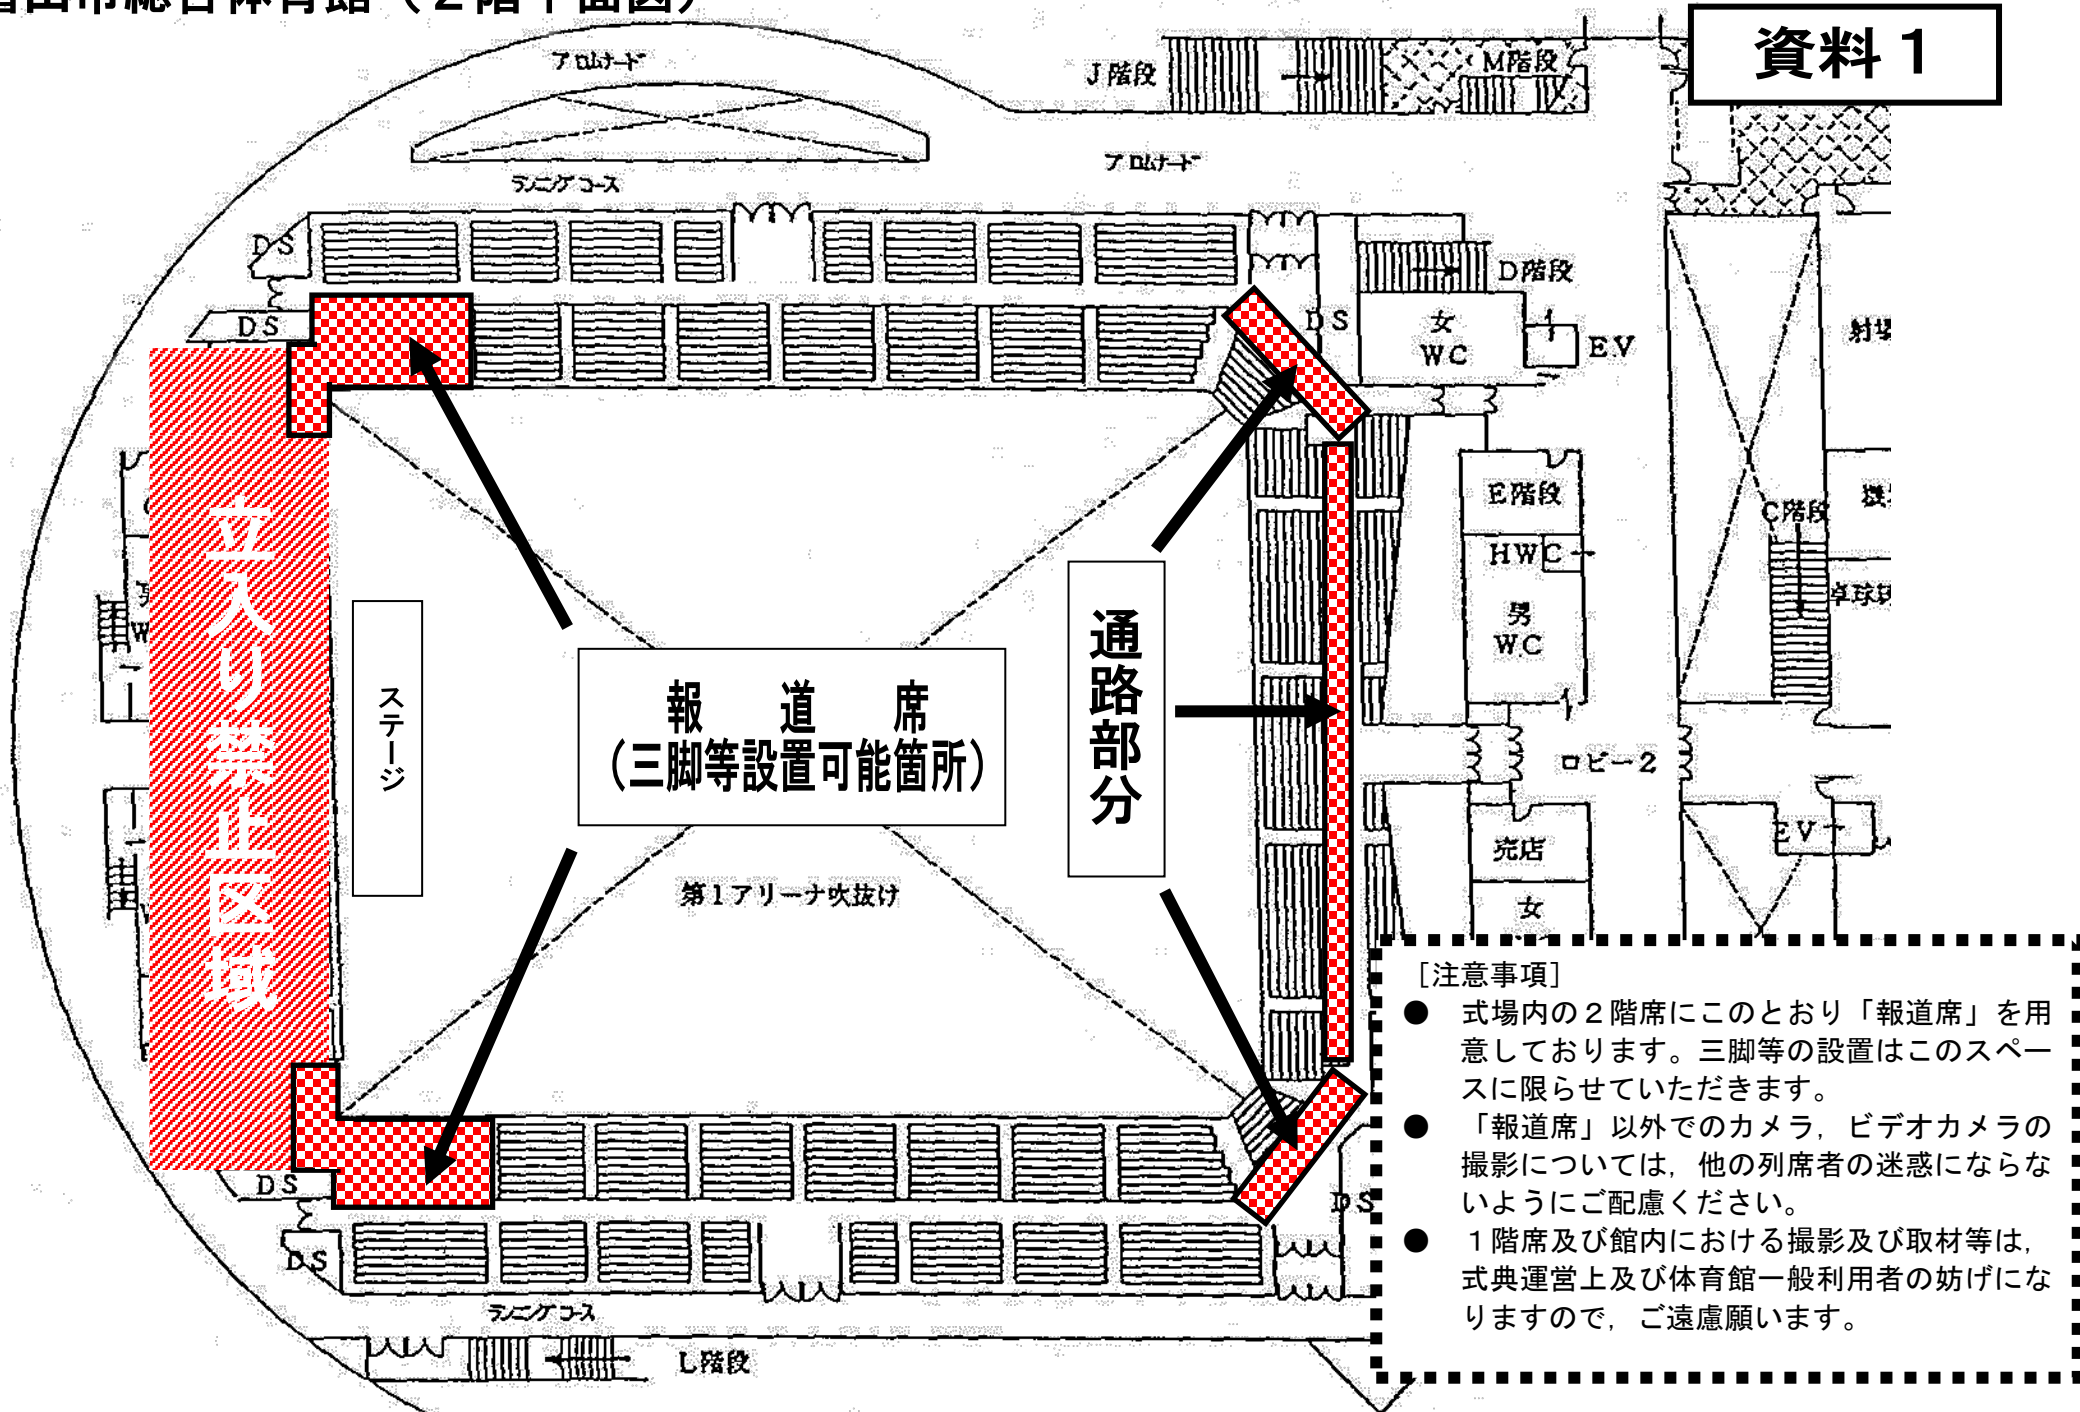 市総合体育館（２階平面図）
資料１
プロムナード
J階段
M階段
プロムナード
ランニングコース
DS
D階段
DS
DS
女
WC
EV
E階段
C階段
HWC
男
WC
立入り禁止区域
ステージ
報　道　席
（三脚等設置可能箇所）
通路部分
ロビー2
売店
EV
女
第1アリーナ吹抜け
DS
DS
DS
ランニングコース
L階段
［注意事項］
●　式場内の２階席にこのとおり「報道席」を用
意しております。三脚等の設置はこのスペー
スに限らせていただきます。
●　「報道席」以外でのカメラ，ビデオカメラの
撮影については，他の列席者の迷惑にならな
いようにご配慮ください。
●　１階席及び館内における撮影及び取材等は，
式典運営上及び体育館一般利用者の妨げにな
りますので，ご遠慮願います。